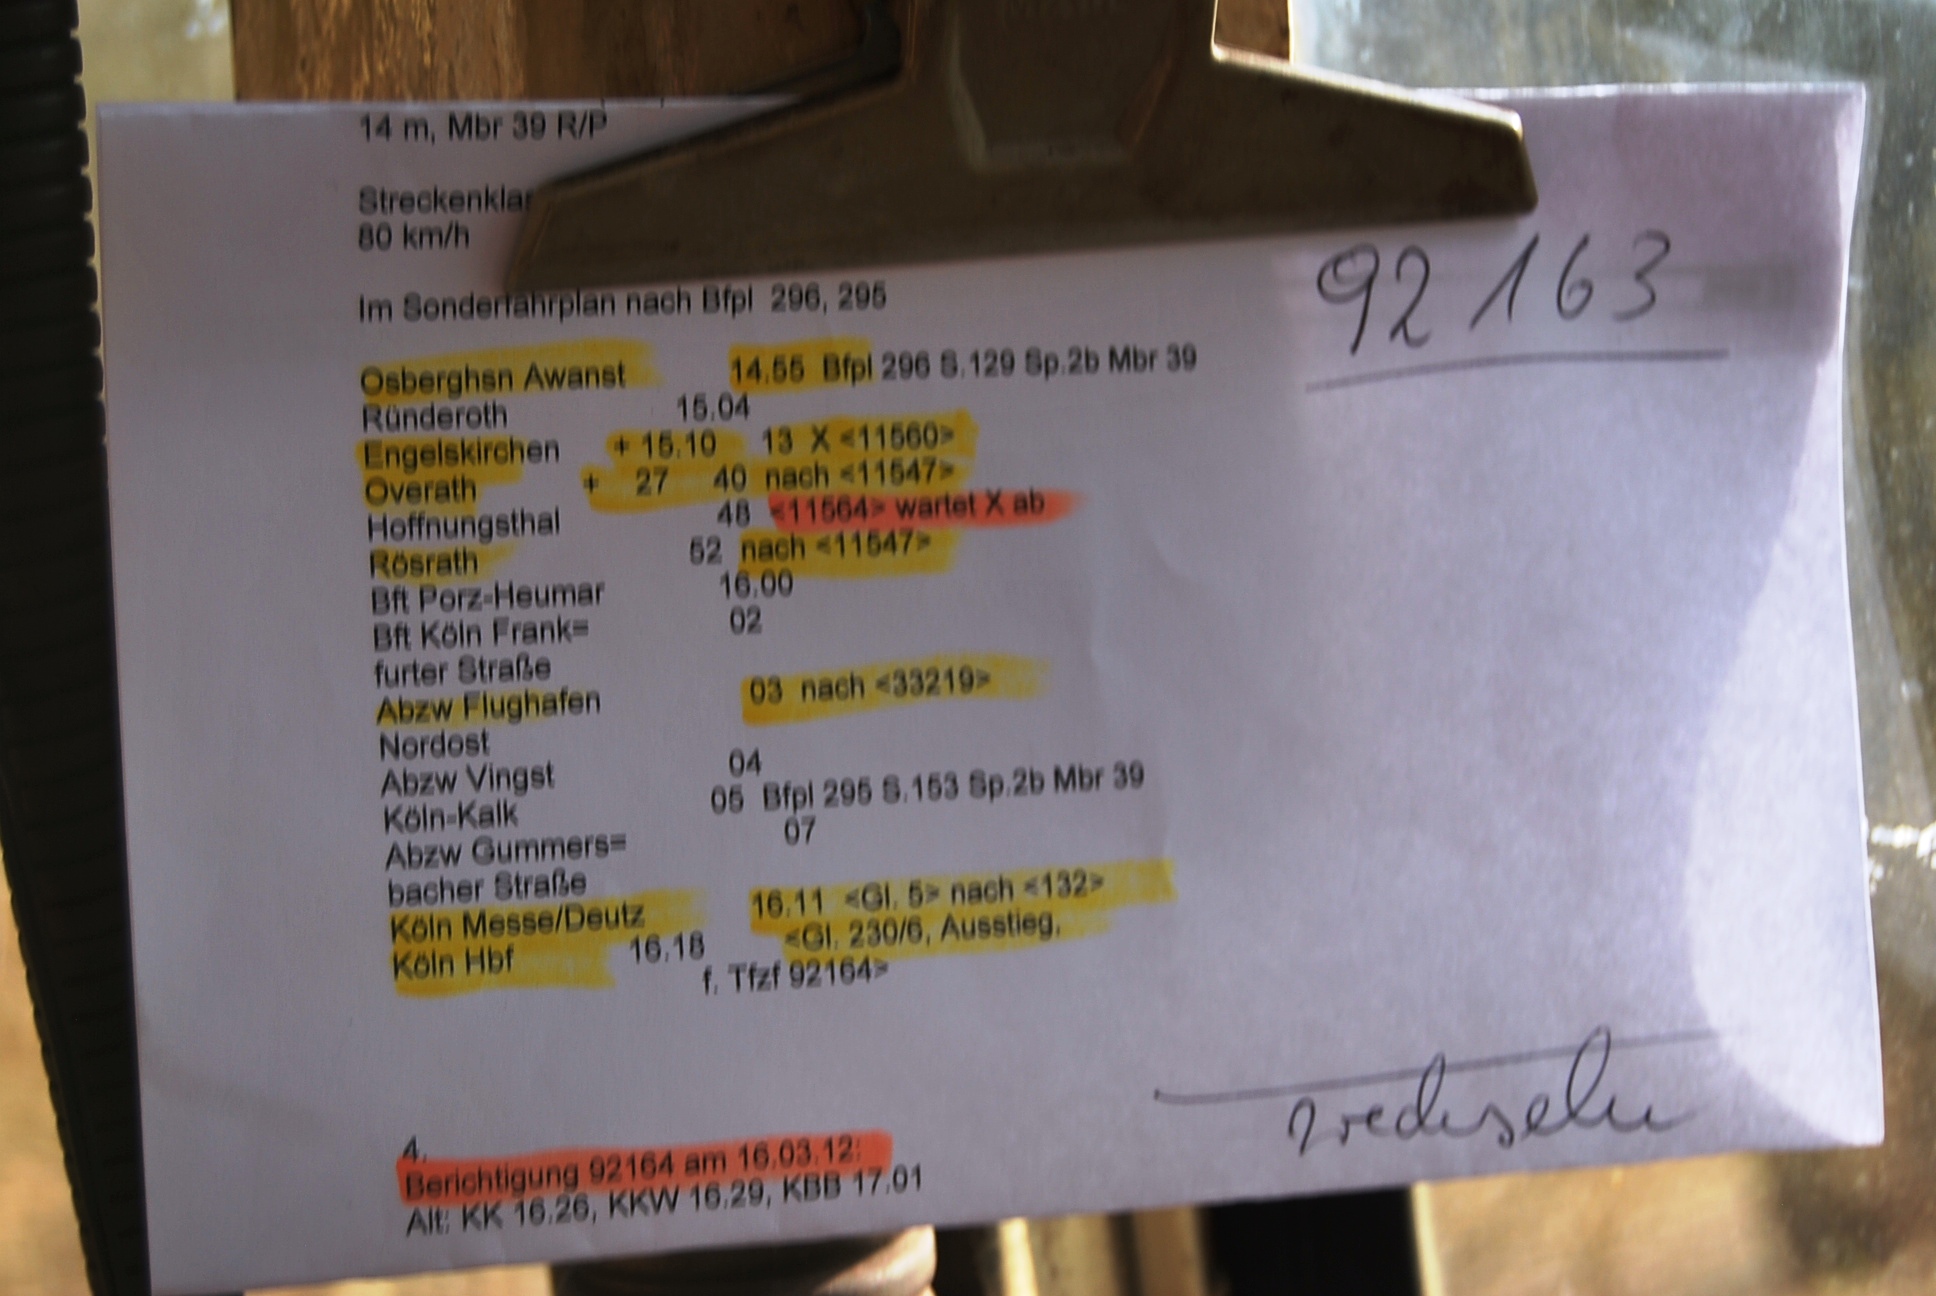 14 m, Mbr 39 R/P
Streckenklas
80 km/h
Im Sonderfahrplan nach Bfpl 296, 295
92 163
Osberghsn Awanst 14.55 Bfpl 296 S.129 Sp.2b Mbr 39
Ründeroth 15.04
Engelskirchen + 15.10 13 X <11560>
Overath + 27 40 nach <11547>
Hoffnungsthal 48 <11564> wartet X ab
Rösrath 52 nach <11547>
Bft Porz-Heumar 16.00
Bft Köln Frank= 02
furter Straße
Abzw Flughafen 03 nach <33219>
Nordost
Abzw Vingst 04
Köln-Kalk 05 Bfpl 295 S.153 Sp.2b Mbr 39
Abzw Gummers= 07
bacher Straße
Köln Messe/Deutz 16.11 <Gl. 5> nach <132>
Köln Hbf 16.18 <Gl. 230/6, Ausstieg,
f. Tfzf 92164>
wechseln
4.
Berichtigung 92164 am 16.03.12:
Alt: KK 16.26, KKW 16.29, KBB 17.01